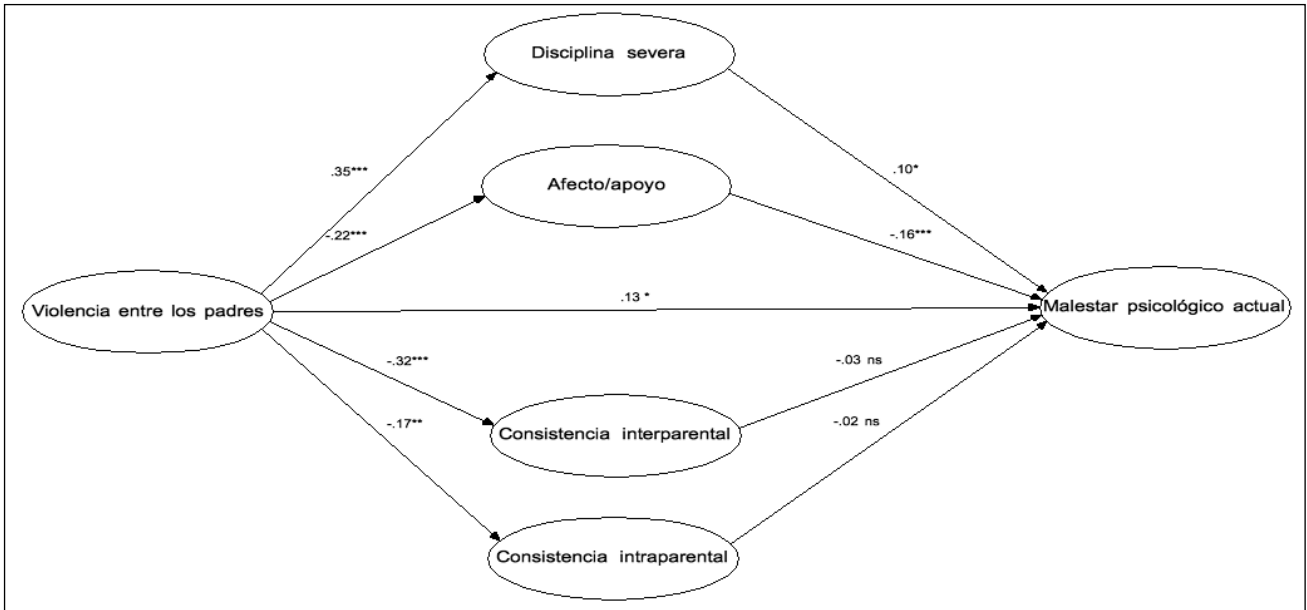 Disciplina severa
.35***
.10*
Afecto/apoyo
-.22***
-.16***
Violencia entre los padres
.13 *
Malestar psicológico actual
-.32***
-.03 ns
-.17**
-.02 ns
Consistencia interparental
Consistencia intraparental